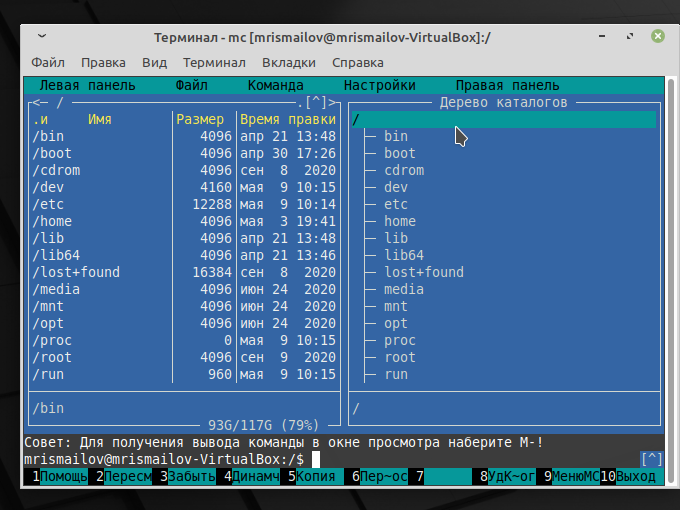 Терминал - mc [mrismailov@mrismailov-VirtualBox]:/
Файл Правка Вид Терминал Вкладки Справка
Левая панель Файл Команда Настройки Правая панель
<─ / .[^]> Дерево каталогов
.и Имя Размер Время правки /
/bin 4096 апр 21 13:48 bin
/boot 4096 апр 30 17:26 boot
/cdrom 4096 сен 8 2020 cdrom
/dev 4160 мая 9 10:15 dev
/etc 12288 мая 9 10:14 etc
/home 4096 мая 3 19:41 home
/lib 4096 апр 21 13:48 lib
/lib64 4096 апр 21 13:46 lib64
/lost+found 16384 сен 8 2020 lost+found
/media 4096 июн 24 2020 media
/mnt 4096 июн 24 2020 mnt
/opt 4096 июн 24 2020 opt
/proc 0 мая 9 10:15 proc
/root 4096 сен 9 2020 root
/run 960 мая 9 10:15 run
/bin /
93G/117G (79%)
Совет: Для получения вывода команды в окне просмотра наберите M-!
mrismailov@mrismailov-VirtualBox:/$ [^]
1Помощь 2Пересм 3Забыть 4Динамч 5Копия 6Пер~ос 7 8УдК~ог 9МенюMC 10Выход